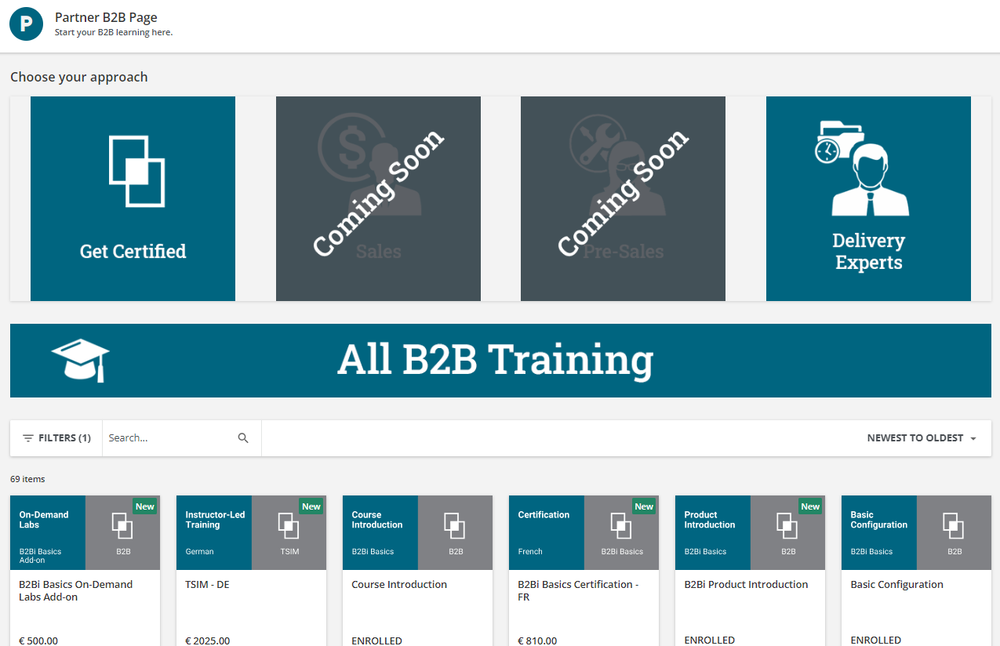 P
Partner B2B Page
Start your B2B learning here.
Choose your approach
Get Certified
Coming Soon
Sales
Coming Soon
Pre-Sales
Delivery
Experts
All B2B Training
FILTERS (1)
Search...
NEWEST TO OLDEST
69 items
On-Demand
Labs
B2Bi Basics
Add-on
New
B2B
B2Bi Basics On-Demand
Labs Add-on
€ 500.00
Instructor-Led
Training
German
New
TSIM
TSIM - DE
€ 2025.00
Course
Introduction
B2Bi Basics
B2B
Course Introduction
ENROLLED
Certification
French
New
B2Bi Basics
B2Bi Basics Certification -
FR
€ 810.00
Product
Introduction
B2Bi Basics
New
B2B
B2Bi Product Introduction
ENROLLED
Basic
Configuration
B2Bi Basics
B2B
Basic Configuration
ENROLLED